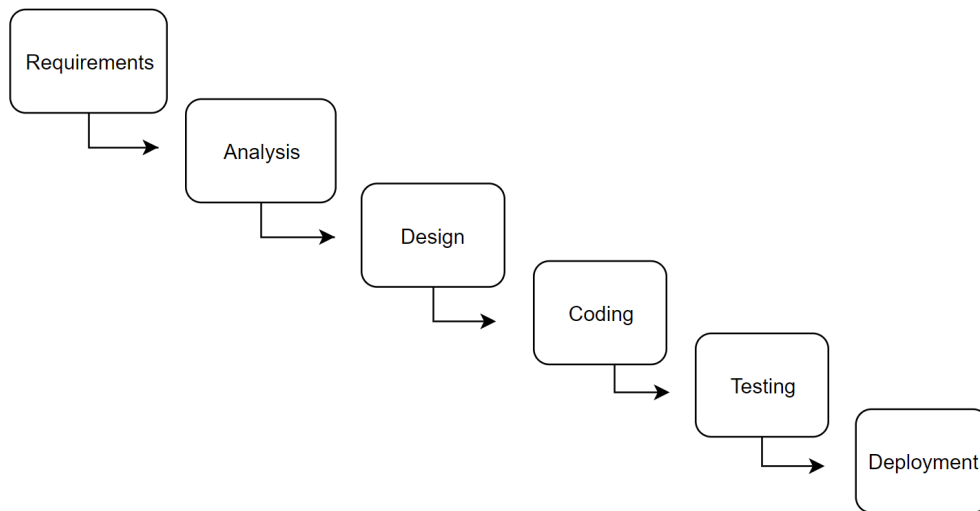 Requirements
Analysis
Design
Coding
Testing
Deployment